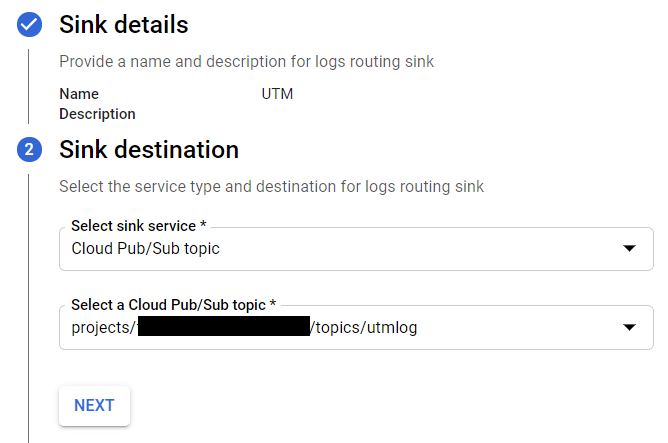 Sink details
Provide a name and description for logs routing sink
Name UTM
Description
2 Sink destination
Select the service type and destination for logs routing sink
Select sink service *
Cloud Pub/Sub topic
Select a Cloud Pub/Sub topic *
projects/ /topics/utmlog
NEXT